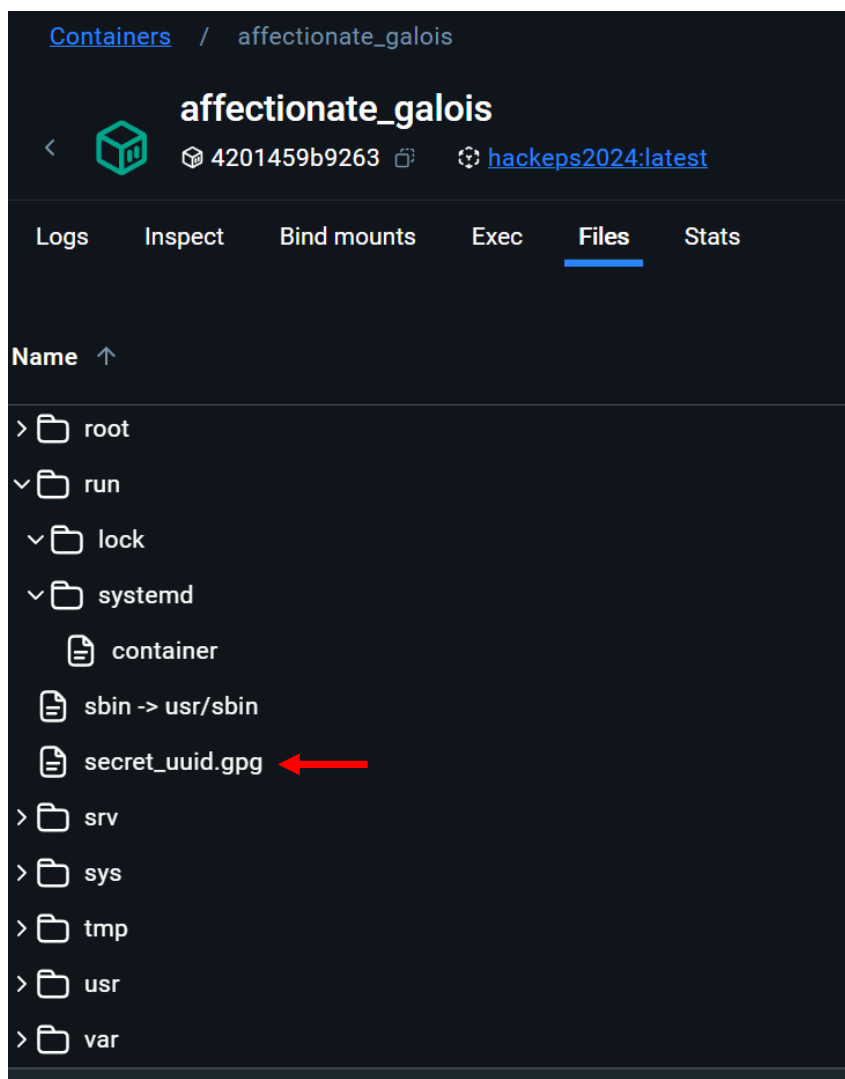 Containers / affectionate_galois
affectionate_galois
4201459b9263 hackeps2024:latest
Logs Inspect Bind mounts Exec Files Stats
Name
root
run
lock
systemd
container
sbin -> usr/sbin
secret_uuid.gpg
srv
sys
tmp
usr
var